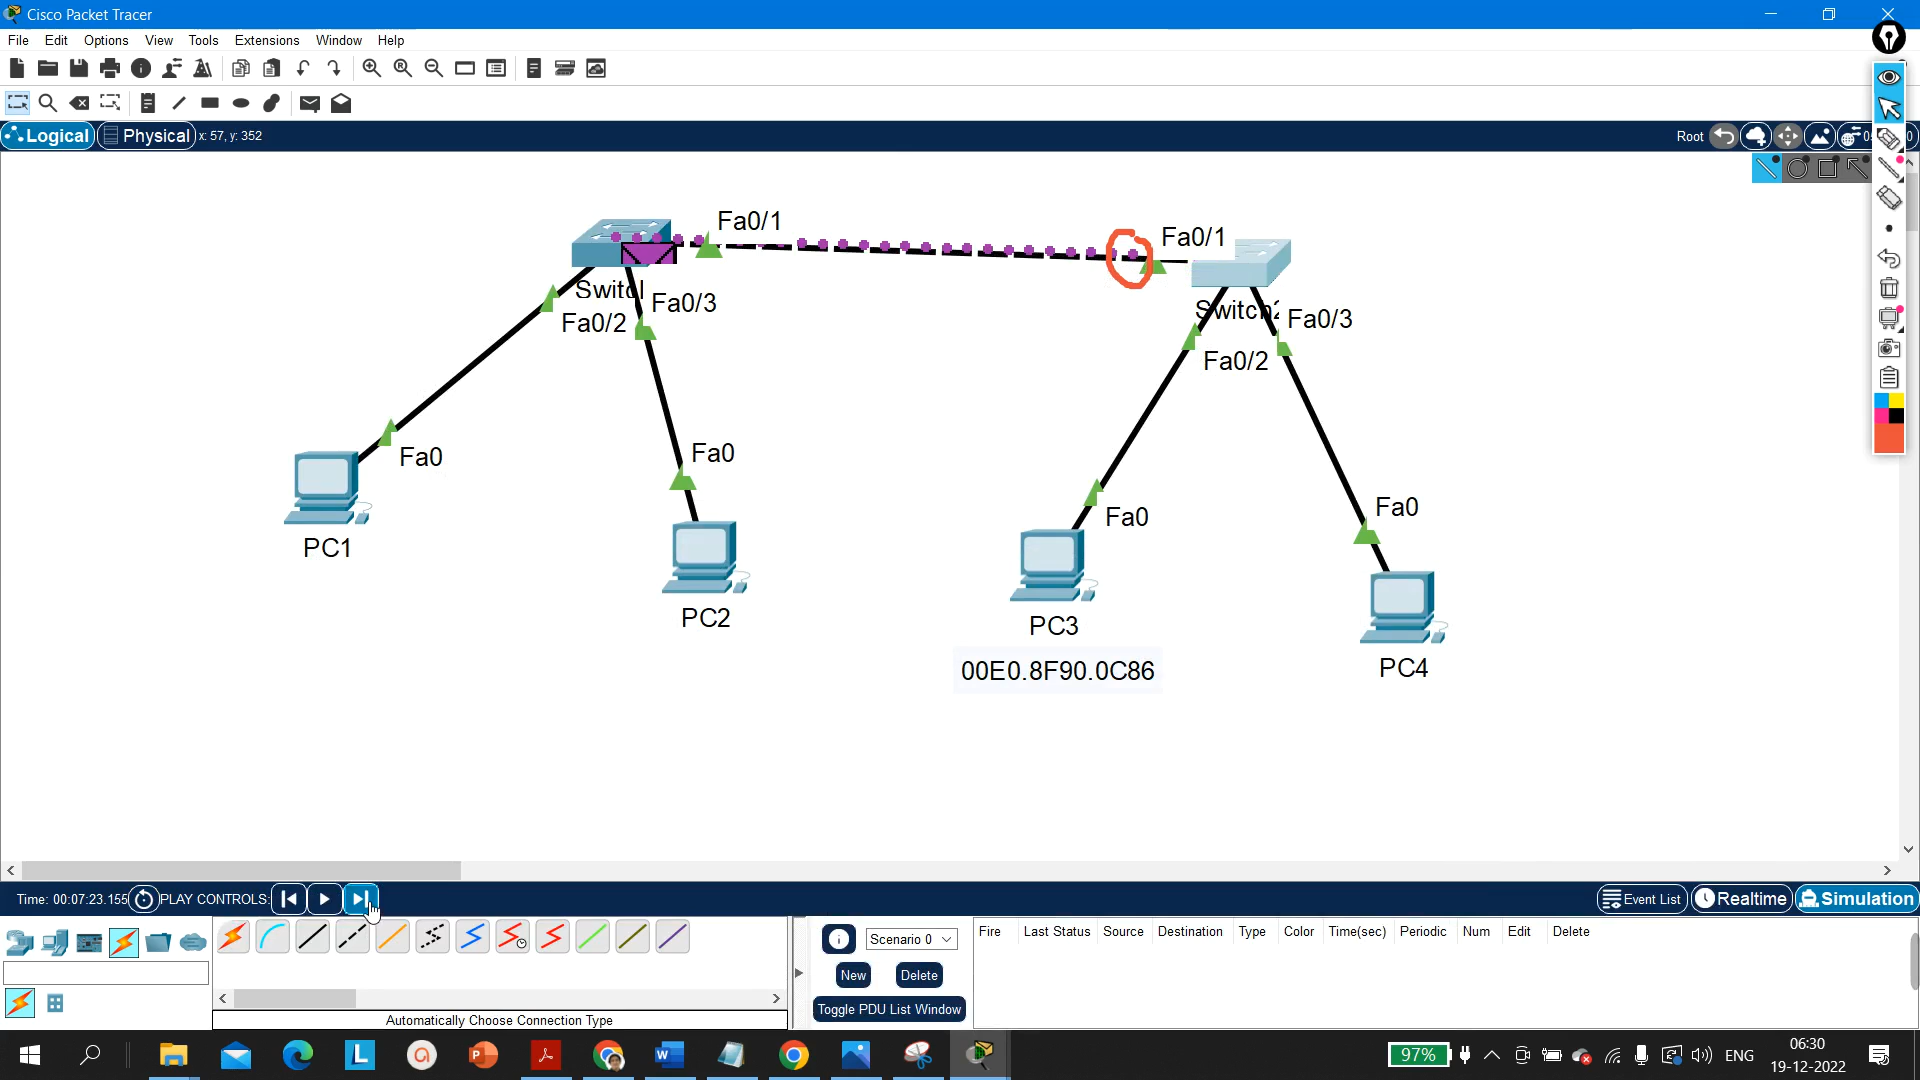 Cisco Packet Tracer
File Edit Options View Tools Extensions Window Help
Logical Physical x: 57, y: 352 Root
Fa0/1
Fa0/1
Fa0/3
Fa0/2
Switch2
Fa0/3
Fa0/2
Fa0
Fa0
Fa0
Fa0
PC1
PC2
PC3
PC4
00E0.8F90.0C86
Time: 00:07:23.155 PLAY CONTROLS: Event List Realtime Simulation
Scenario 0
New Delete
Toggle PDU List Window
Fire Last Status Source Destination Type Color Time(sec) Periodic Num Edit Delete
Automatically Choose Connection Type
97% ENG 06:30
19-12-2022